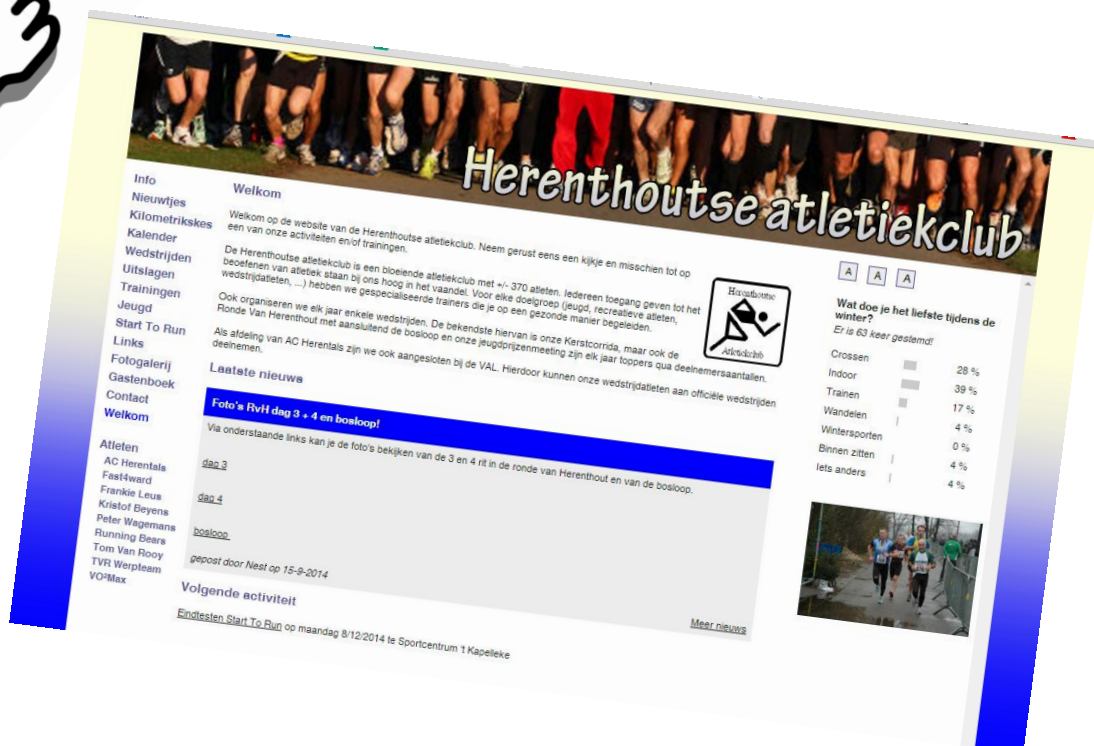 3
Herenthoutse atletiekclub
Info
Nieuwtjes
Kilometrikskes
Kalender
Wedstrijden
Uitslagen
Trainingen
Jeugd
Start To Run
Links
Fotogalerij
Gastenboek
Contact
Welkom
Atleten
AC Herentals
Fast4ward
Frankie Leus
Kristof Beyens
Peter Wagemans
Running Bears
Tom Van Rooy
TVR Werpteam
VO²Max
Welkom
Welkom op de website van de Herenthoutse atletiekclub. Neem gerust eens een kijkje en misschien tot op
een van onze activiteiten en/of trainingen.
De Herenthoutse atletiekclub is een bloeiende atletiekclub met +/- 370 atleten. Iedereen toegang geven tot het
beoefenen van atletiek staan bij ons hoog in het vaandel. Voor elke doelgroep (jeugd, recreatieve atleten,
wedstrijdatleten, ...) hebben we gespecialiseerde trainers die je op een gezonde manier begeleiden.
Ook organiseren we elk jaar enkele wedstrijden. De bekendste hiervan is onze Kerstcorrida, maar ook de
Ronde Van Herenthout met aansluitend de bosloop en onze jeugdprijzenmeeting zijn elk jaar toppers qua deelnemersaantallen.
Als afdeling van AC Herentals zijn we ook aangesloten bij de VAL. Hierdoor kunnen onze wedstrijdatleten aan officiële wedstrijden
deelnemen.
Herenthoutse
Atletiekclub
Laatste nieuws
Foto's RvH dag 3 + 4 en bosloop!
Via onderstaande links kan je de foto's bekijken van de 3 en 4 rit in de ronde van Herenthout en van de bosloop.
dag 3
dag 4
bosloop
gepost door Nest op 15-9-2014
Meer nieuws
Volgende activiteit
Eindtesten Start To Run op maandag 8/12/2014 te Sportcentrum 't Kapelleke
A A A
Wat doe je het liefste tijdens de
winter?
Er is 63 keer gestemd!
Crossen 28 %
Indoor 39 %
Trainen 17 %
Wandelen 4 %
Wintersporten 0 %
Binnen zitten 4 %
Iets anders 4 %